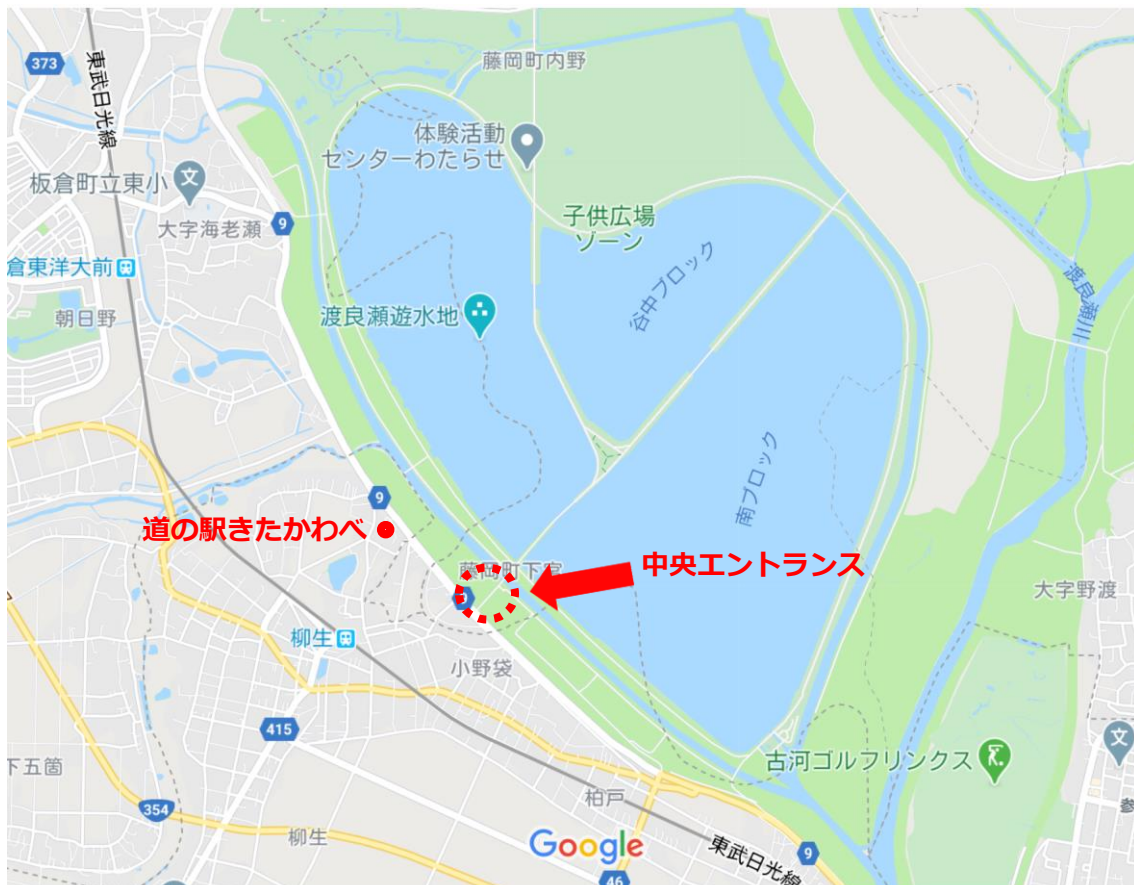 373
東武日光線
藤岡町内野
体験活動
センターわたらせ
板倉町立東小
文
大字海老瀬
9
子供広場
ゾーン
倉東洋大前
谷中ブロック
渡良瀬川
朝日野
渡良瀬遊水地
南ブロック
9
道の駅きたかわべ
藤岡町下宮
中央エントランス
大字野渡
柳生
小野袋
415
文
下五箇
古河ゴルフリンクス
柏戸
354
参
柳生
Google
東武日光線
9
46